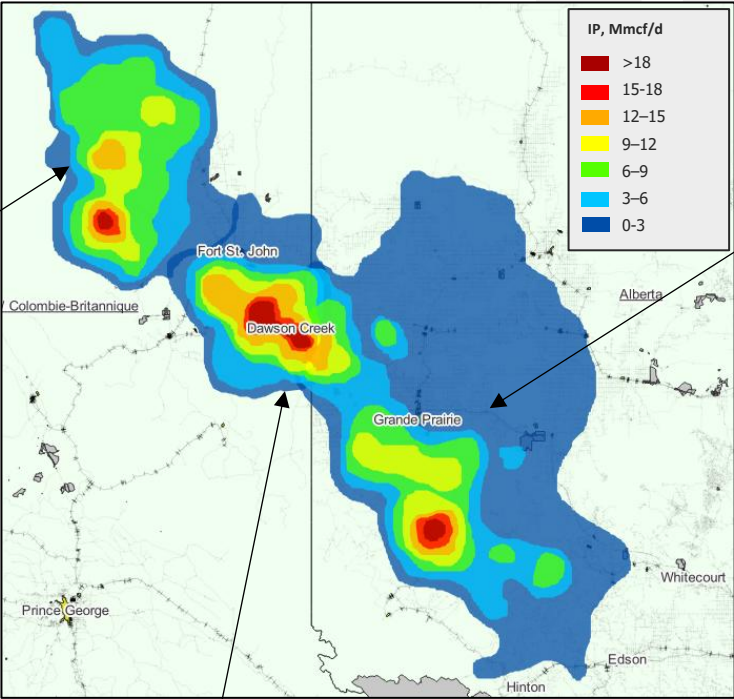 IP, Mmcf/d
>18
15-18
12–15
9–12
6–9
3–6
0-3
Fort St. John
/ Colombie-Britannique
Alberta
Dawson Creek
Grande Prairie
Whitecourt
Prince George
Edson
Hinton